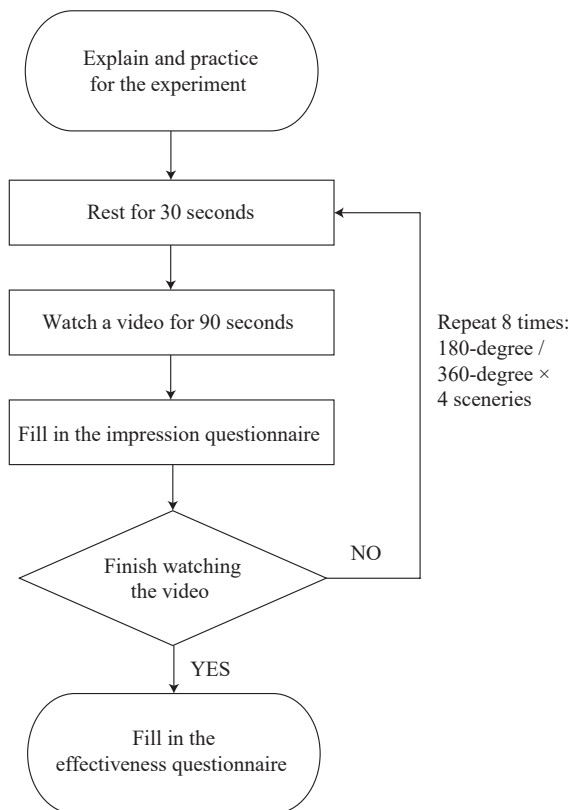 Explain and practice
for the experiment
Rest for 30 seconds
Watch a video for 90 seconds
Repeat 8 times:
180-degree /
360-degree ×
4 sceneries
Fill in the impression questionnaire
Finish watching
the video
NO
YES
Fill in the
effectiveness questionnaire